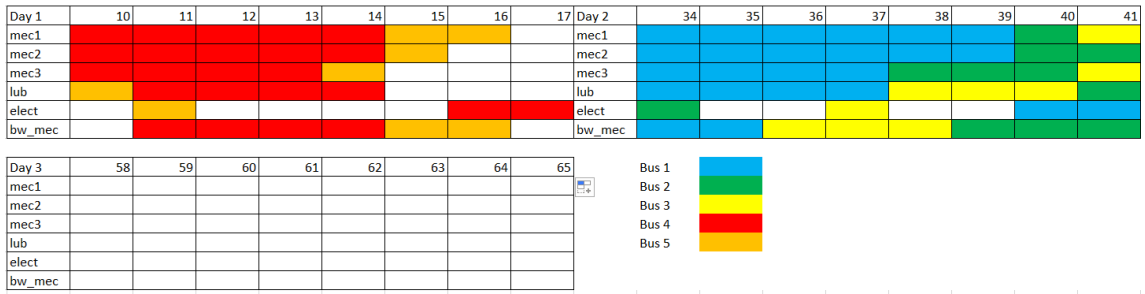 Day 1 10 11 12 13 14 15 16 17 Day 2 34 35 36 37 38 39 40 41
mec1 mec1
mec2 mec2
mec3 mec3
lub lub
elect elect
bw_mec bw_mec
Day 3 58 59 60 61 62 63 64 65 Bus 1
mec1 Bus 2
mec2 Bus 3
mec3 Bus 4
lub Bus 5
elect
bw_mec